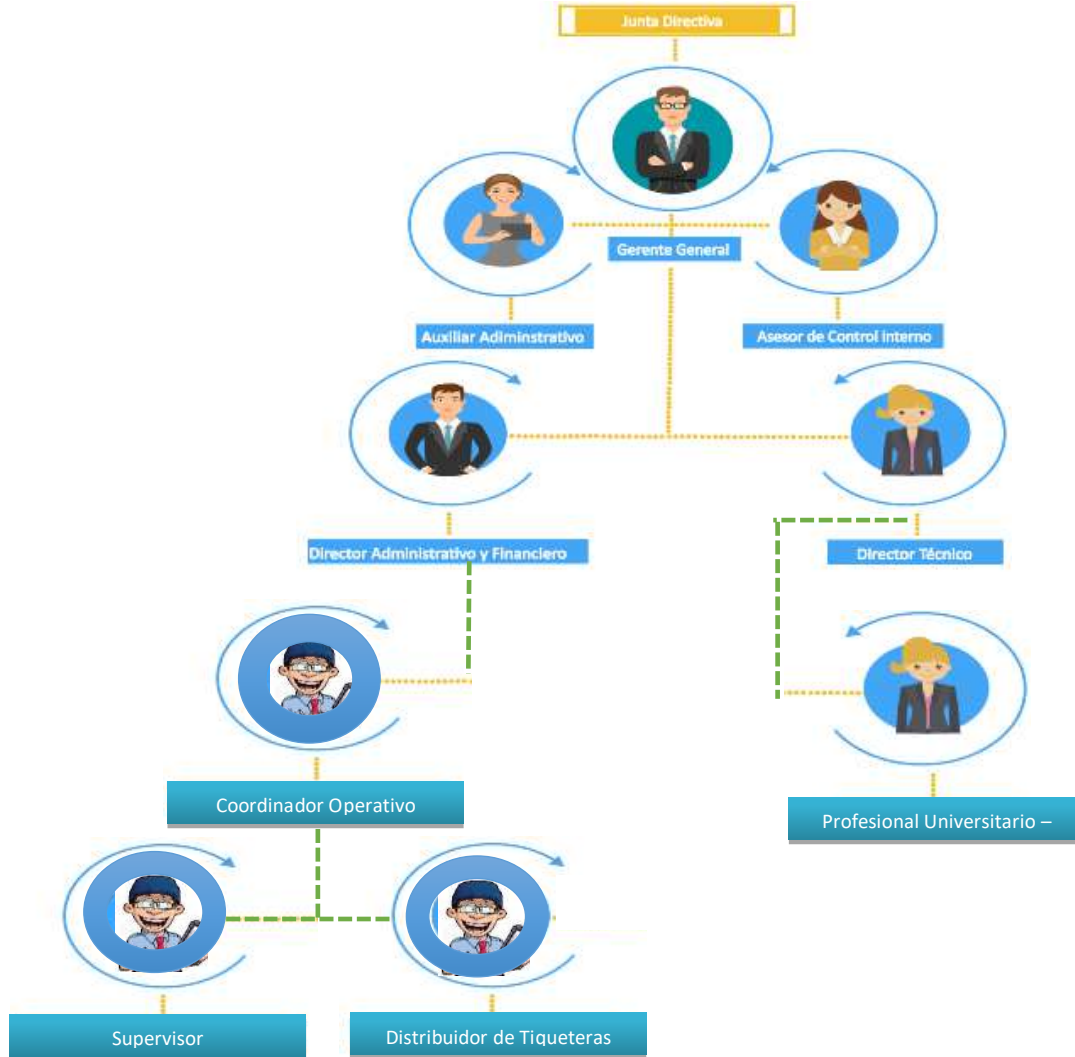 Junta Directiva
Gerente General
Auxiliar Adiminstrativo
Asesor de Control interno
Director Administrativo y Financiero
Director Técnico
Coordinador Operativo
Profesional Universitario –
Supervisor
Distribuidor de Tiqueteras